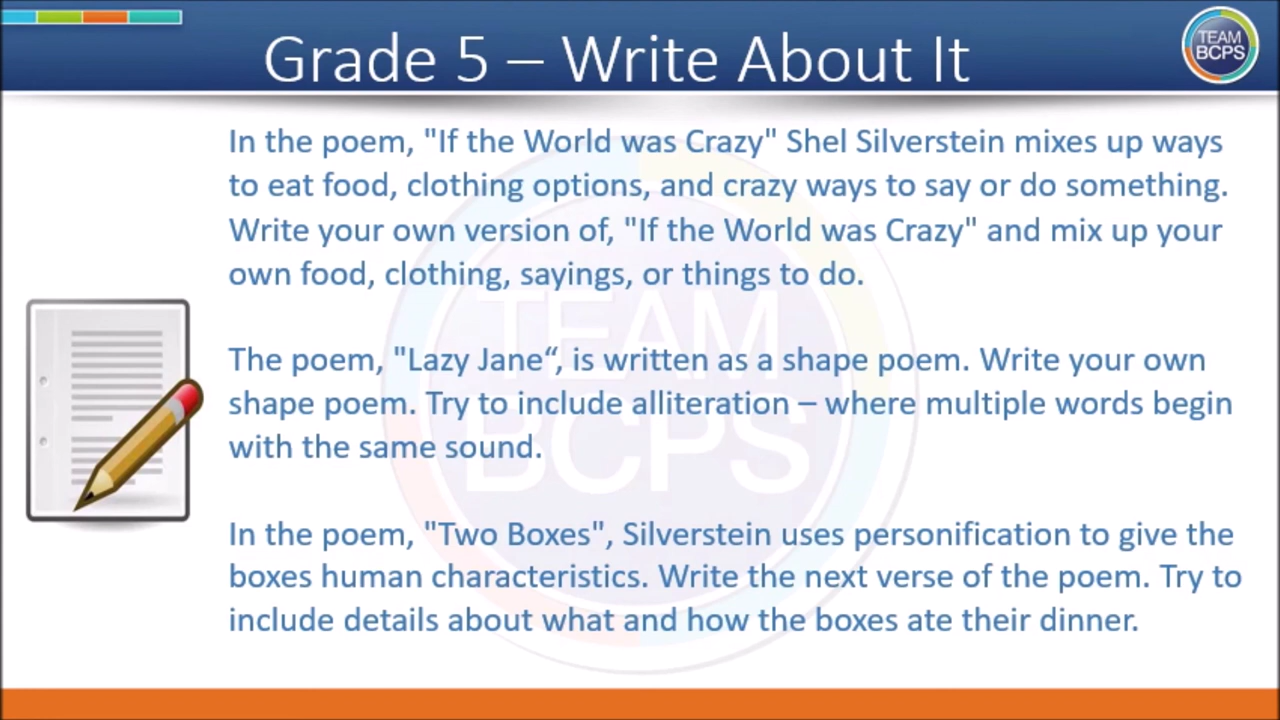 Grade 5 – Write About It
TEAM
BCPS
In the poem, "If the World was Crazy" Shel Silverstein mixes up ways
to eat food, clothing options, and crazy ways to say or do something.
Write your own version of, "If the World was Crazy" and mix up your
own food, clothing, sayings, or things to do.
The poem, "Lazy Jane“, is written as a shape poem. Write your own
shape poem. Try to include alliteration – where multiple words begin
with the same sound.
In the poem, "Two Boxes", Silverstein uses personification to give the
boxes human characteristics. Write the next verse of the poem. Try to
include details about what and how the boxes ate their dinner.
TEAM
BCPS